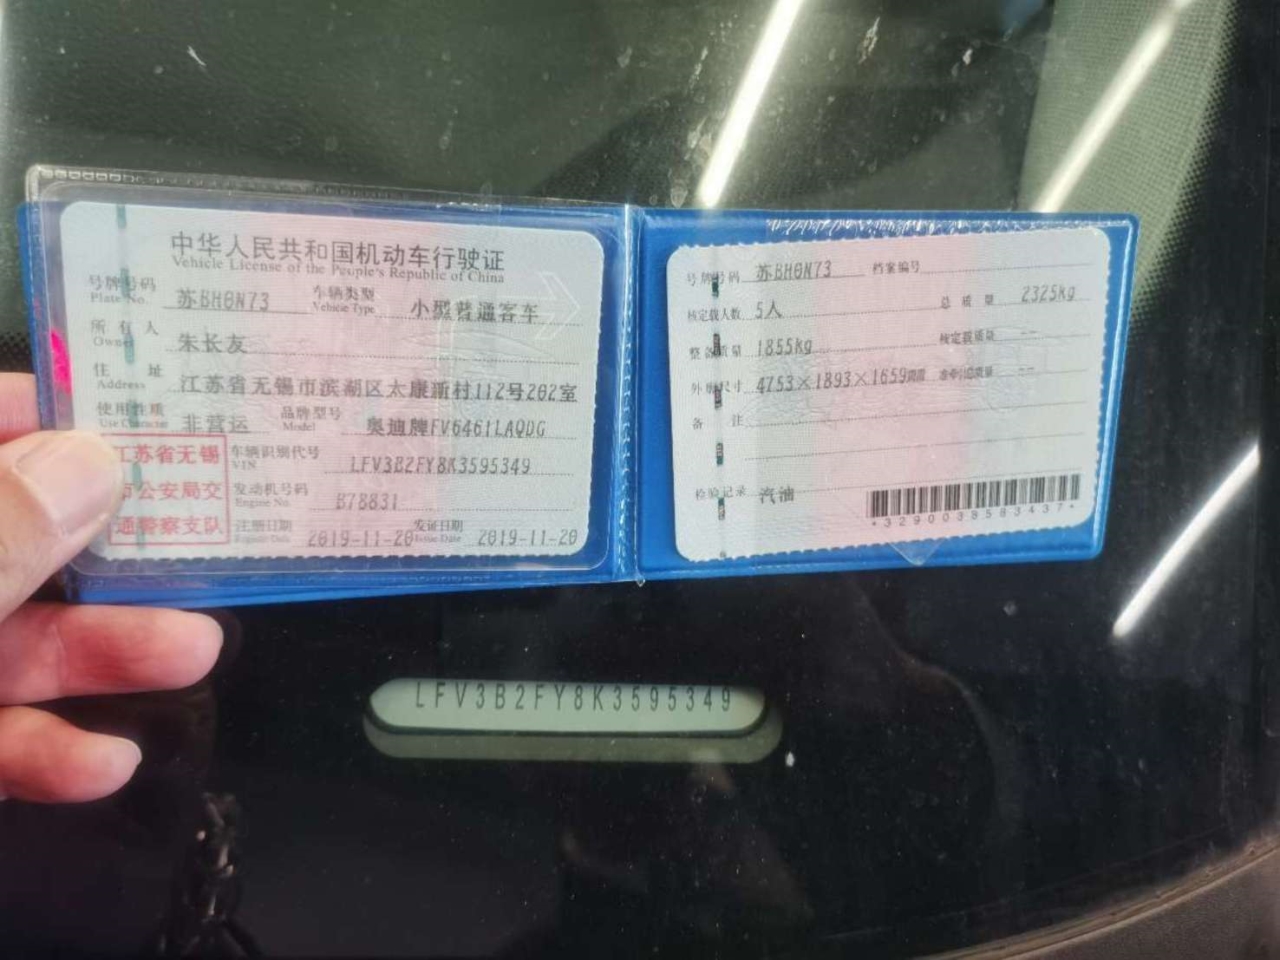 中华人民共和国机动车行驶证
Vehicle License of the People's Republic of China
号牌号码 苏BH0N73 车辆类型 小型普通客车
Plate No. Vehicle Type
所有人 朱长友
Owner
住址 江苏省无锡市滨湖区太康新村112号202室
Address
使用性质 非营运 品牌型号 奥迪牌FV6461LAQDG
Use Character Model
江苏省无锡
市公安局交
通警察支队
车辆识别代号 LFV3B2FY8K3595349
VIN
发动机号码 B78831
Engine No.
注册日期 2019-11-20 发证日期 2019-11-20
Register Date Issue Date
号牌号码 苏BH0N73 档案编号
核定载人数 5人 总质量 2325kg
整备质量 1855kg 核定载质量 --
外廓尺寸 4753×1893×1659mm 准牵引总质量 --
备注
检验记录 汽油
*3290039583437*
LFV3B2FY8K3595349